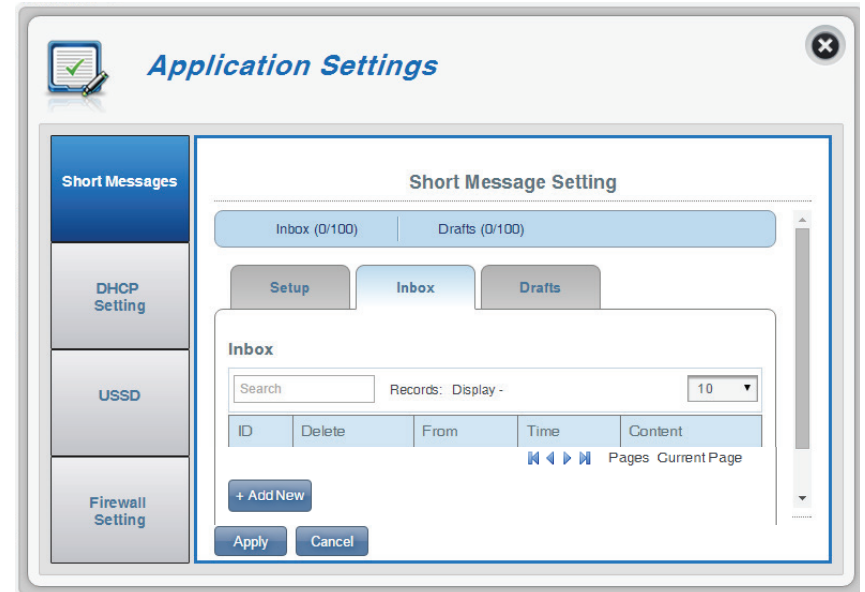 Application Settings
Short Messages
DHCP
Setting
USSD
Firewall
Setting
Short Message Setting
Inbox (0/100) Drafts (0/100)
Setup Inbox Drafts
Inbox
Search Records: Display - 10
ID Delete From Time Content
Pages Current Page
+ Add New
Apply Cancel